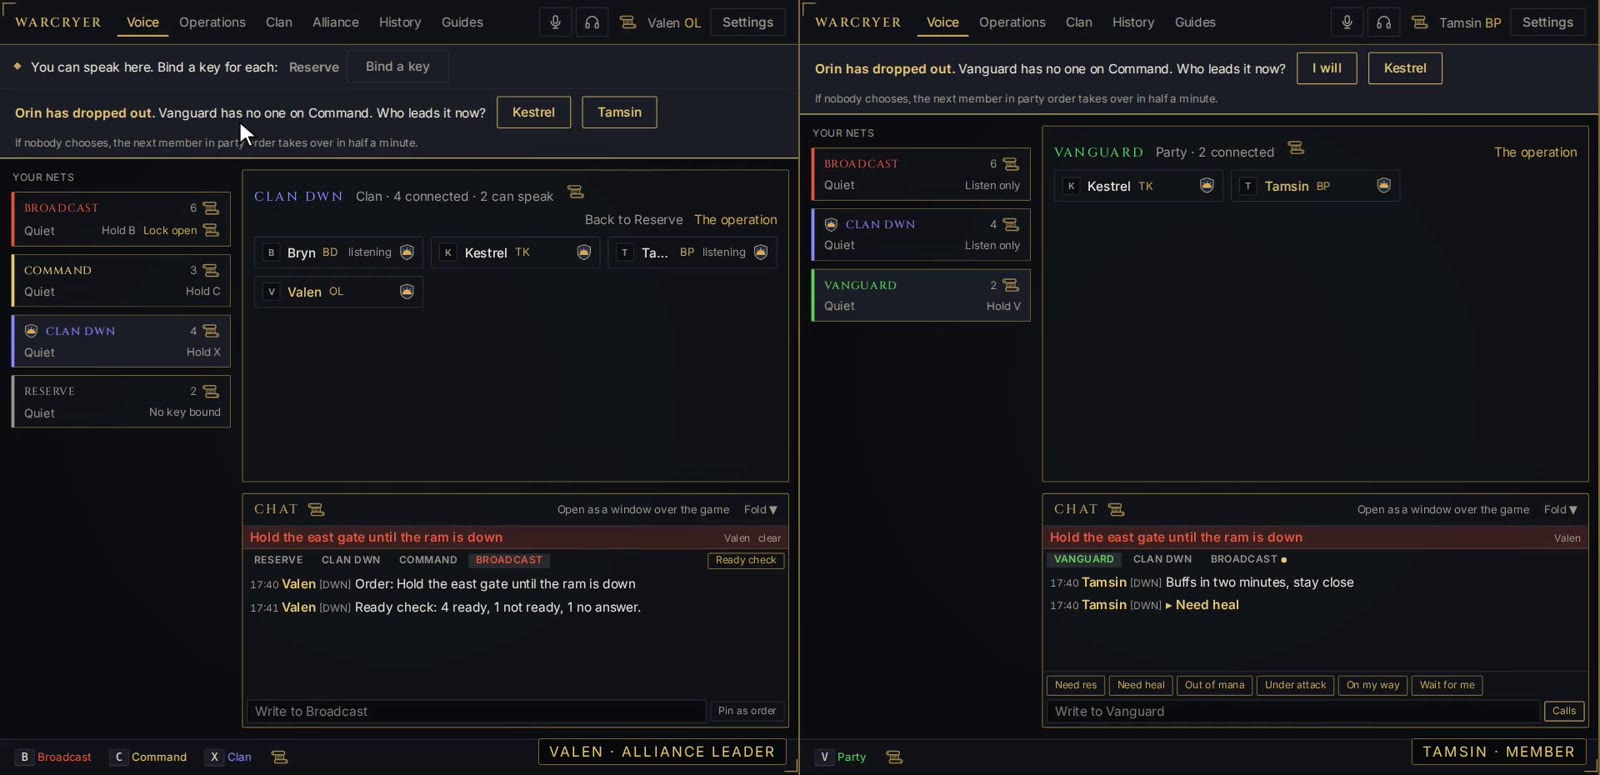 WARCRYER Voice Operations Clan Alliance History Guides Valen OL Settings
You can speak here. Bind a key for each: Reserve Bind a key
Orin has dropped out. Vanguard has no one on Command. Who leads it now? Kestrel Tamsin
If nobody chooses, the next member in party order takes over in half a minute.
YOUR NETS
BROADCAST 6
Quiet Hold B Lock open
COMMAND 3
Quiet Hold C
CLAN DWN 4
Quiet Hold X
RESERVE 2
Quiet No key bound
CLAN DWN Clan · 4 connected · 2 can speak
Back to Reserve The operation
B Bryn BD listening K Kestrel TK T Ta... BP listening
V Valen OL
CHAT Open as a window over the game Fold ▼
Hold the east gate until the ram is down Valen clear
RESERVE CLAN DWN COMMAND BROADCAST Ready check
17:40 Valen [DWN] Order: Hold the east gate until the ram is down
17:41 Valen [DWN] Ready check: 4 ready, 1 not ready, 1 no answer.
Write to Broadcast Pin as order
B Broadcast C Command X Clan VALEN · ALLIANCE LEADER
WARCRYER Voice Operations Clan History Guides Tamsin BP Settings
Orin has dropped out. Vanguard has no one on Command. Who leads it now? I will Kestrel
If nobody chooses, the next member in party order takes over in half a minute.
YOUR NETS
BROADCAST 6
Quiet Listen only
CLAN DWN 4
Quiet Listen only
VANGUARD 2
Quiet Hold V
VANGUARD Party · 2 connected The operation
K Kestrel TK T Tamsin BP
CHAT Open as a window over the game Fold ▼
Hold the east gate until the ram is down Valen
VANGUARD CLAN DWN BROADCAST
17:40 Tamsin [DWN] Buffs in two minutes, stay close
17:40 Tamsin [DWN] ▸ Need heal
Need res Need heal Out of mana Under attack On my way Wait for me
Write to Vanguard Calls
V Party TAMSIN · MEMBER